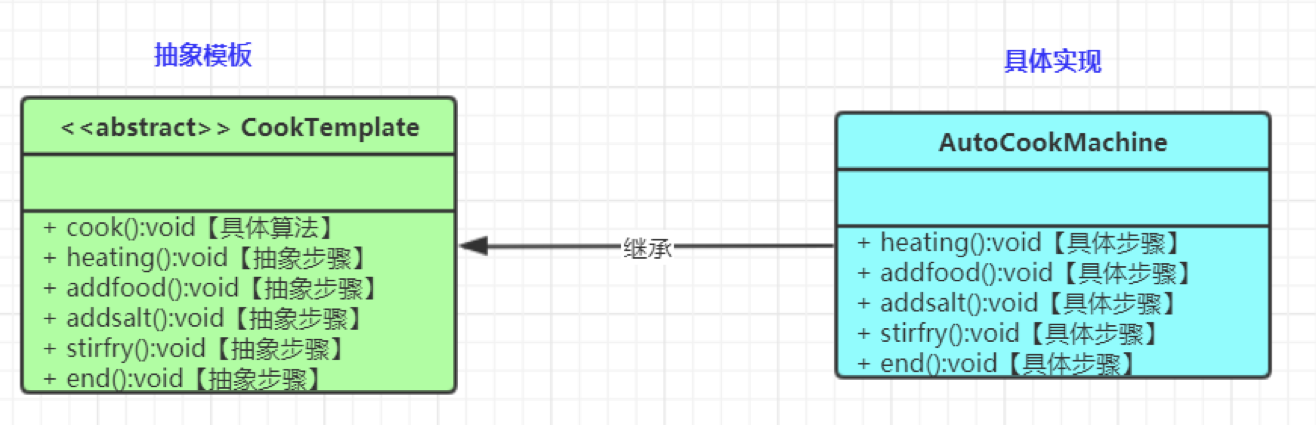 抽象模板
<<abstract>> CookTemplate
+ cook():void【具体算法】
+ heating():void【抽象步骤】
+ addfood():void【抽象步骤】
+ addsalt():void【抽象步骤】
+ stirfry():void【抽象步骤】
+ end():void【抽象步骤】
继承
具体实现
AutoCookMachine
+ heating():void【具体步骤】
+ addfood():void【具体步骤】
+ addsalt():void【具体步骤】
+ stirfry():void【具体步骤】
+ end():void【具体步骤】